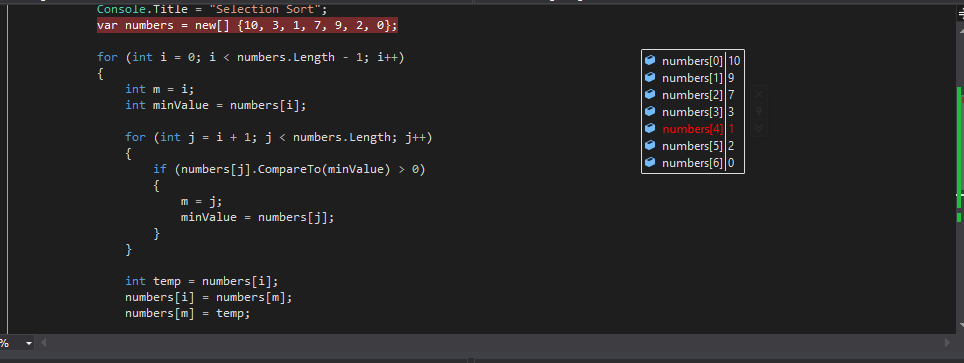 Console.Title = "Selection Sort";
var numbers = new[] {10, 3, 1, 7, 9, 2, 0};
for (int i = 0; i < numbers.Length - 1; i++)
{
int m = i;
int minValue = numbers[i];
for (int j = i + 1; j < numbers.Length; j++)
{
if (numbers[j].CompareTo(minValue) > 0)
{
m = j;
minValue = numbers[j];
}
}
int temp = numbers[i];
numbers[i] = numbers[m];
numbers[m] = temp;
numbers[0] 10
numbers[1] 9
numbers[2] 7
numbers[3] 3
numbers[4] 1
numbers[5] 2
numbers[6] 0
%